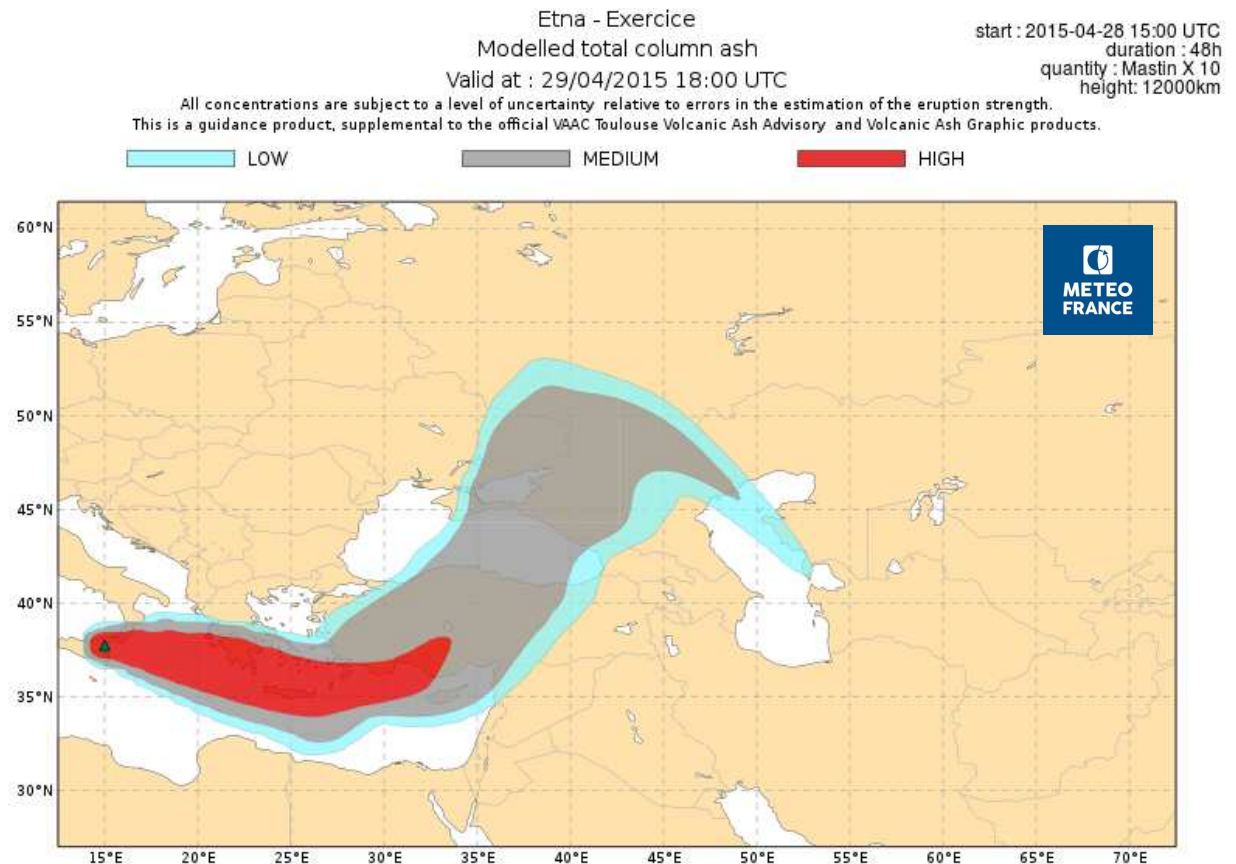 Etna - Exercice
Modelled total column ash
Valid at : 29/04/2015 18:00 UTC
start : 2015-04-28 15:00 UTC
duration : 48h
quantity : Mastin X 10
height: 12000km
All concentrations are subject to a level of uncertainty relative to errors in the estimation of the eruption strength.
This is a guidance product, supplemental to the official VAAC Toulouse Volcanic Ash Advisory and Volcanic Ash Graphic products.
LOW MEDIUM HIGH
60°N
METEO
FRANCE
55°N
50°N
45°N
40°N
35°N
30°N
15°E 20°E 25°E 30°E 35°E 40°E 45°E 50°E 55°E 60°E 65°E 70°E